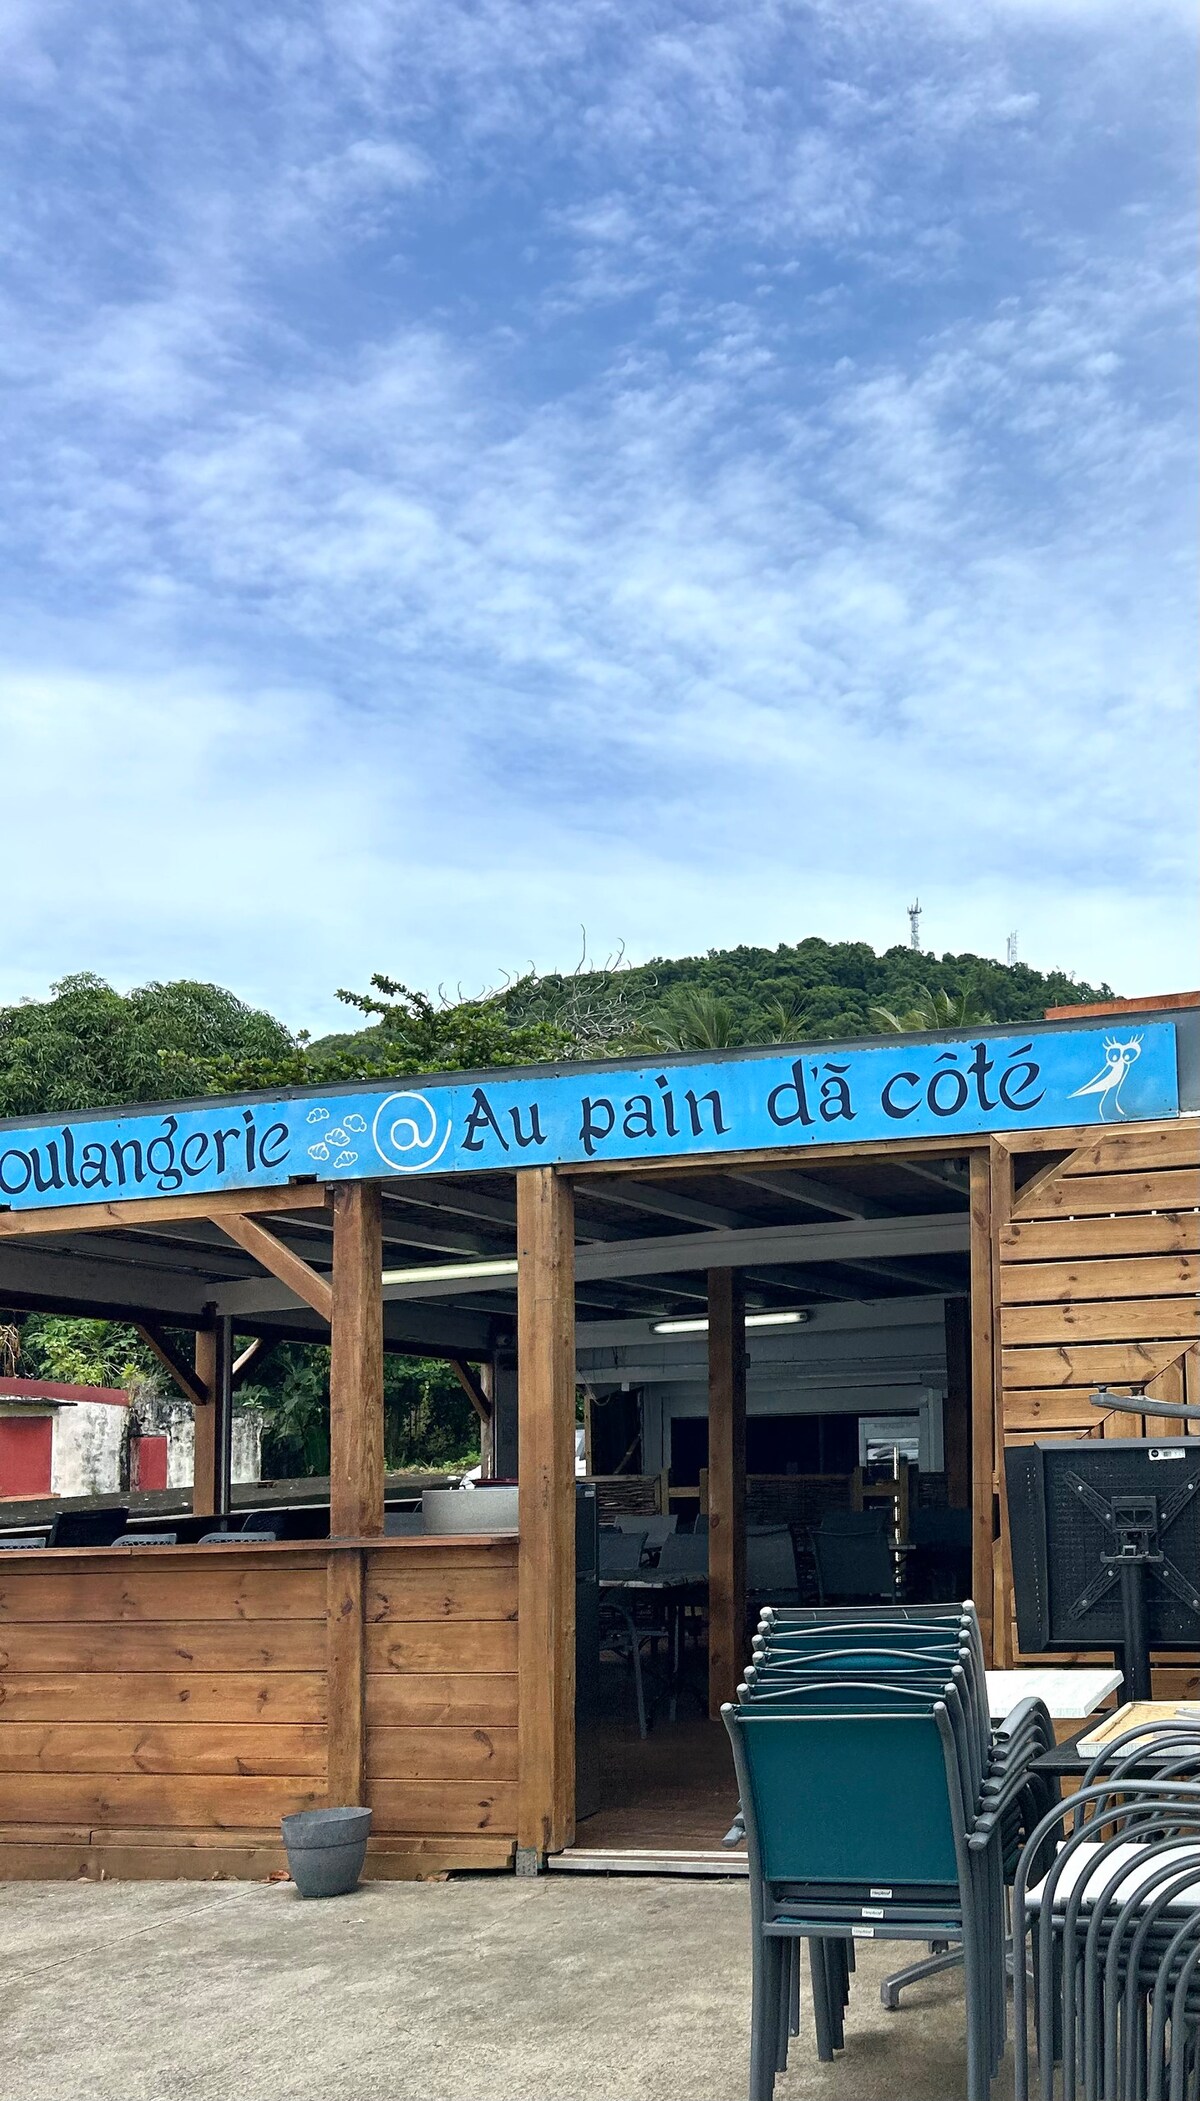 oulangerie @ Au pain d'à côté